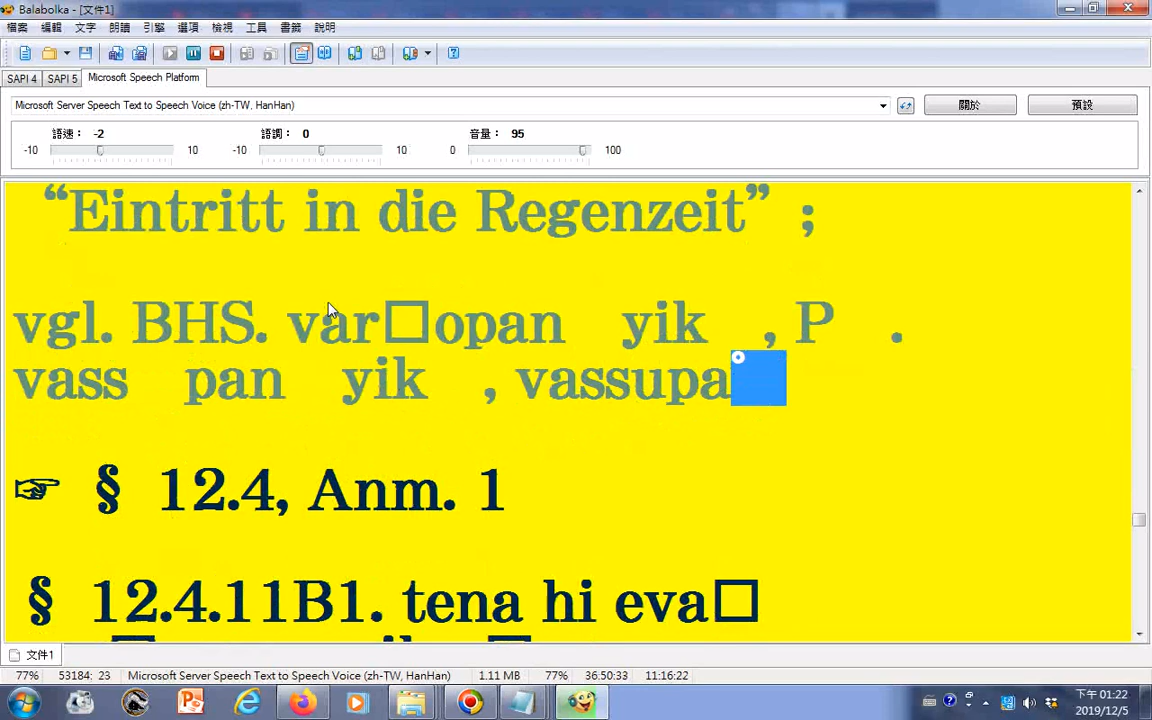 Balabolka - [文件1]
檔案 編輯 文字 朗讀 引擎 選項 檢視 工具 書籤 說明
SAPI 4 SAPI 5 Microsoft Speech Platform
Microsoft Server Speech Text to Speech Voice (zh-TW, HanHan) 關於 預設
語速： -2 語調： 0 音量： 95
-10 10 -10 10 0 100
“Eintritt in die Regenzeit” ;
vgl. BHS. var□opan yik , P .
vass pan yik , vassupa
☞ § 12.4, Anm. 1
§ 12.4.11B1. tena hi eva□
文件1
77% 53184: 23 Microsoft Server Speech Text to Speech Voice (zh-TW, HanHan) 1.11 MB 77% 36:50:33 11:16:22
下午 01:22
2019/12/5